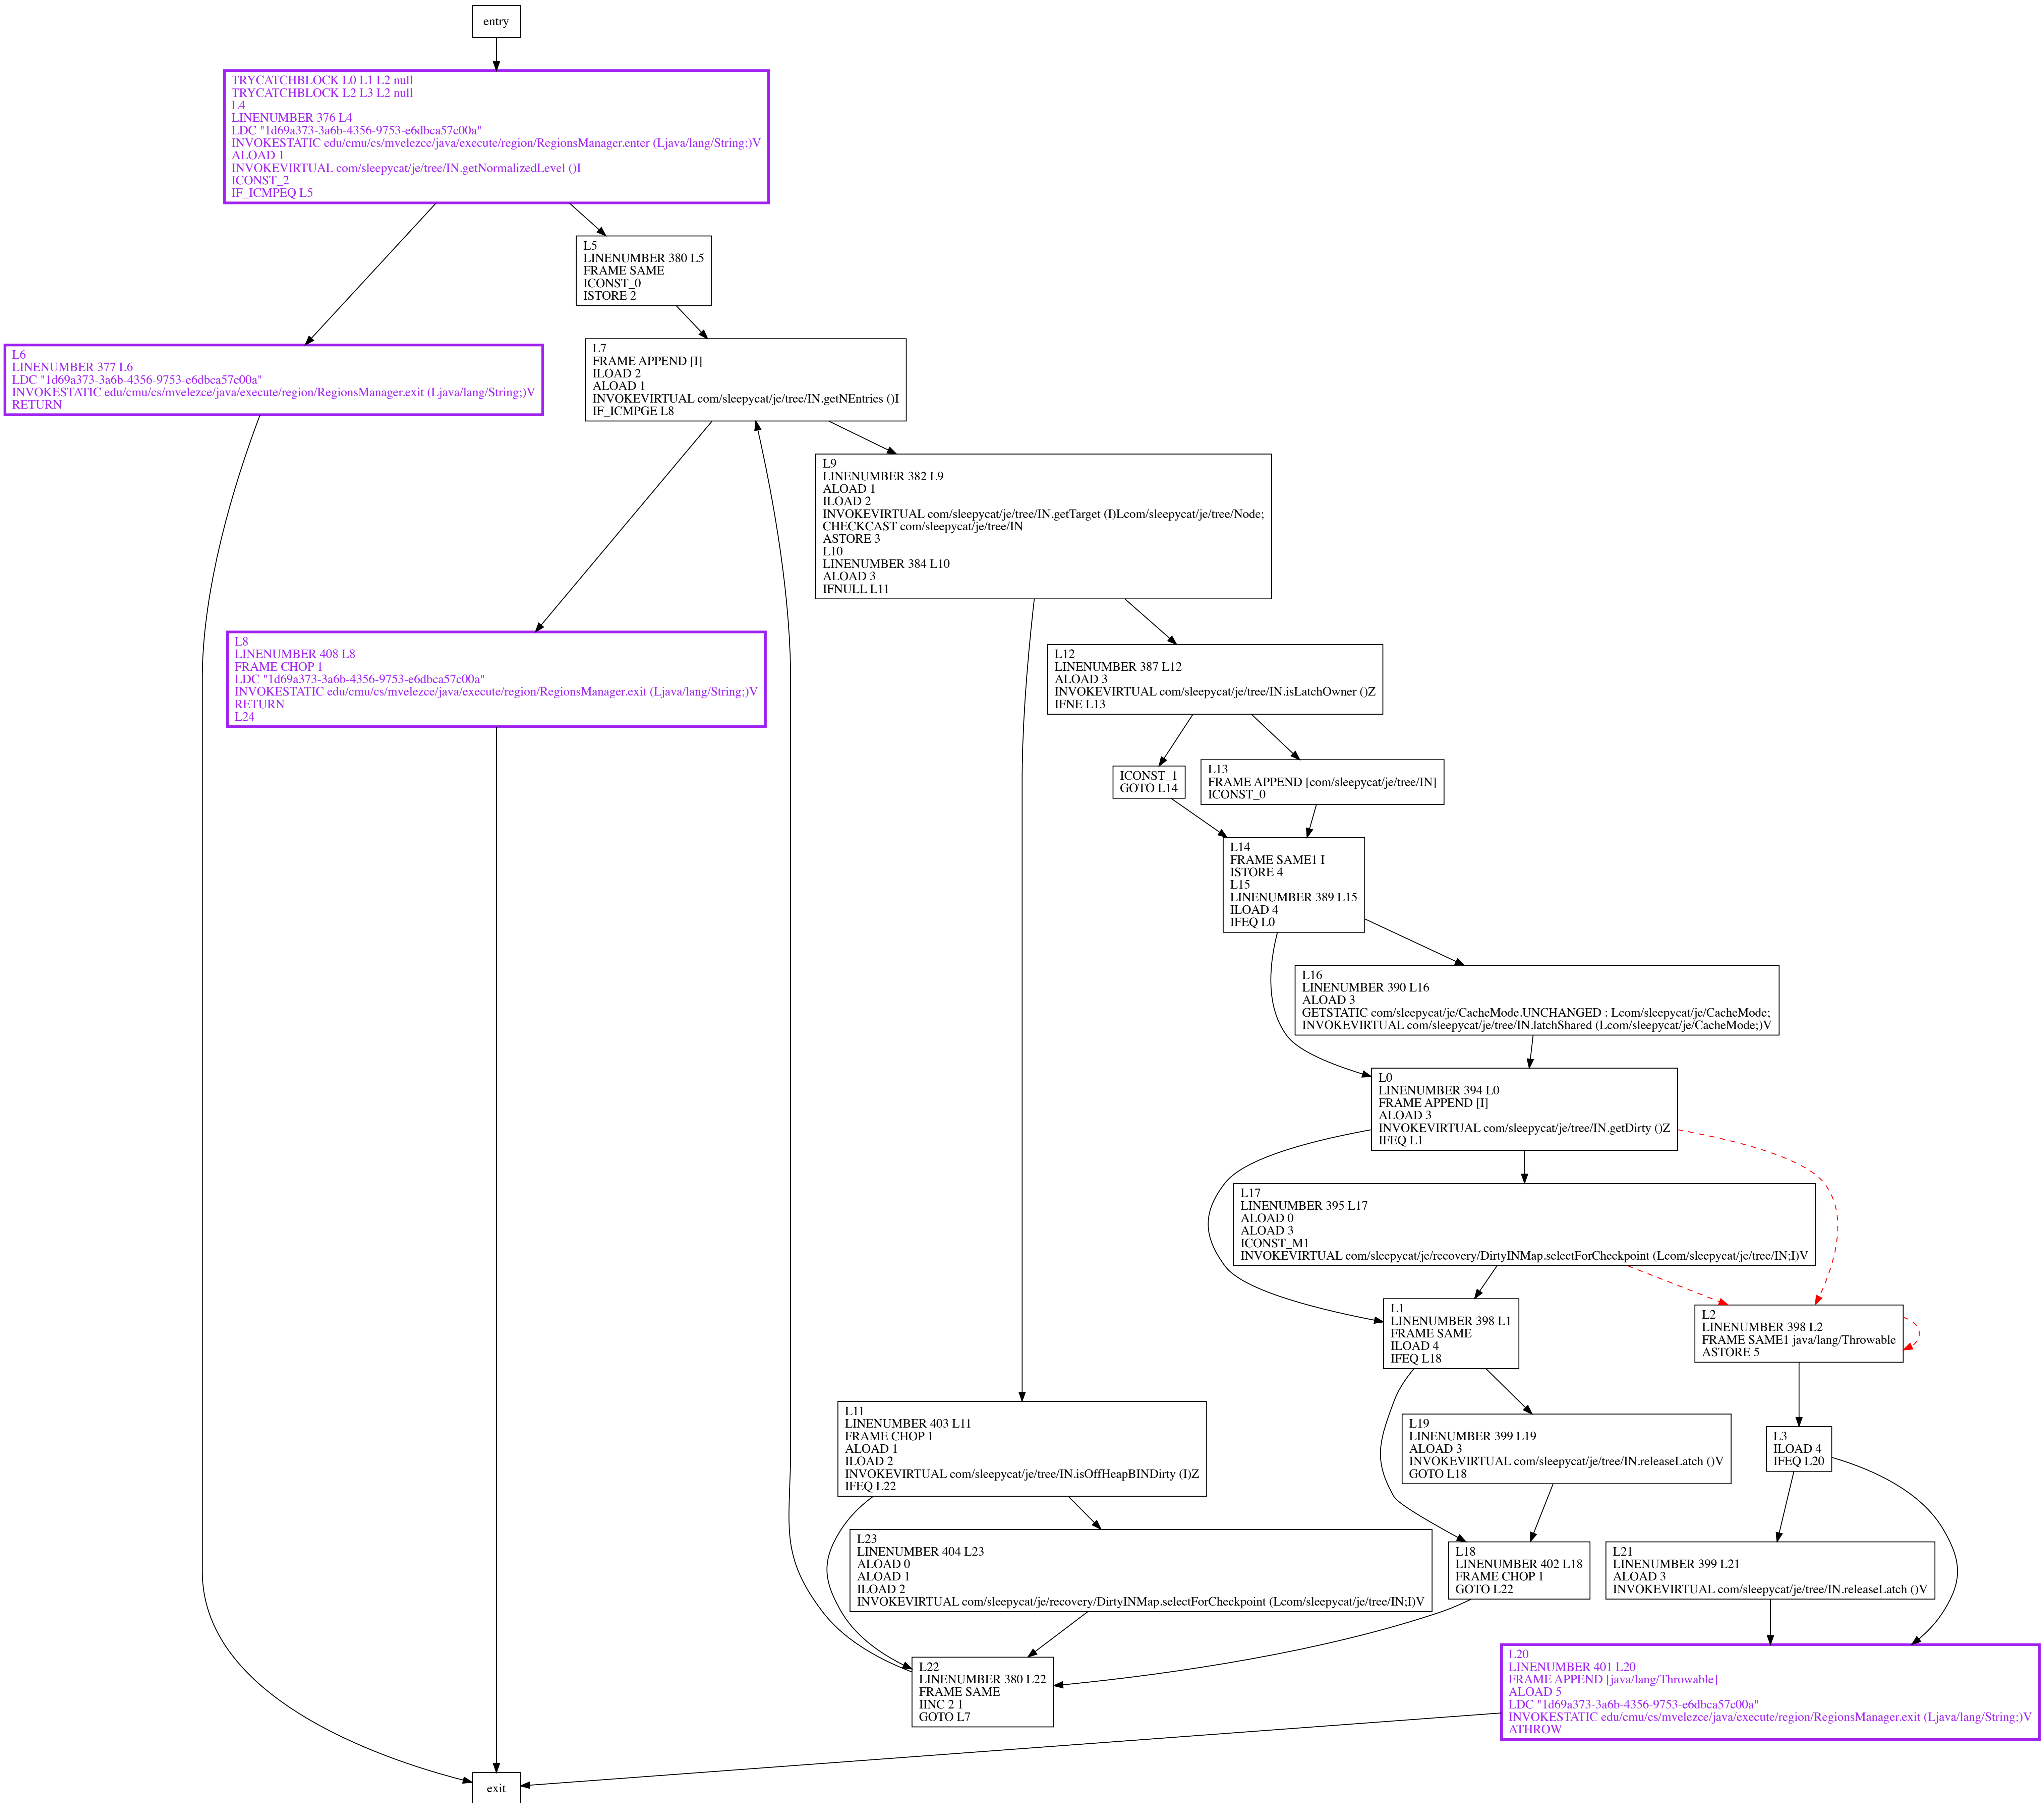 entry
TRYCATCHBLOCK L0 L1 L2 null
TRYCATCHBLOCK L2 L3 L2 null
L4
LINENUMBER 376 L4
LDC "1d69a373-3a6b-4356-9753-e6dbca57c00a"
INVOKESTATIC edu/cmu/cs/mvelezce/java/execute/region/RegionsManager.enter (Ljava/lang/String;)V
ALOAD 1
INVOKEVIRTUAL com/sleepycat/je/tree/IN.getNormalizedLevel ()I
ICONST_2
IF_ICMPEQ L5
L5
LINENUMBER 380 L5
FRAME SAME
ICONST_0
ISTORE 2
L6
LINENUMBER 377 L6
LDC "1d69a373-3a6b-4356-9753-e6dbca57c00a"
INVOKESTATIC edu/cmu/cs/mvelezce/java/execute/region/RegionsManager.exit (Ljava/lang/String;)V
RETURN
L7
FRAME APPEND [I]
ILOAD 2
ALOAD 1
INVOKEVIRTUAL com/sleepycat/je/tree/IN.getNEntries ()I
IF_ICMPGE L8
L9
LINENUMBER 382 L9
ALOAD 1
ILOAD 2
INVOKEVIRTUAL com/sleepycat/je/tree/IN.getTarget (I)Lcom/sleepycat/je/tree/Node;
CHECKCAST com/sleepycat/je/tree/IN
ASTORE 3
L10
LINENUMBER 384 L10
ALOAD 3
IFNULL L11
L8
LINENUMBER 408 L8
FRAME CHOP 1
LDC "1d69a373-3a6b-4356-9753-e6dbca57c00a"
INVOKESTATIC edu/cmu/cs/mvelezce/java/execute/region/RegionsManager.exit (Ljava/lang/String;)V
RETURN
L24
L12
LINENUMBER 387 L12
ALOAD 3
INVOKEVIRTUAL com/sleepycat/je/tree/IN.isLatchOwner ()Z
IFNE L13
ICONST_1
GOTO L14
L13
FRAME APPEND [com/sleepycat/je/tree/IN]
ICONST_0
L14
FRAME SAME1 I
ISTORE 4
L15
LINENUMBER 389 L15
ILOAD 4
IFEQ L0
L16
LINENUMBER 390 L16
ALOAD 3
GETSTATIC com/sleepycat/je/CacheMode.UNCHANGED : Lcom/sleepycat/je/CacheMode;
INVOKEVIRTUAL com/sleepycat/je/tree/IN.latchShared (Lcom/sleepycat/je/CacheMode;)V
L0
LINENUMBER 394 L0
FRAME APPEND [I]
ALOAD 3
INVOKEVIRTUAL com/sleepycat/je/tree/IN.getDirty ()Z
IFEQ L1
L17
LINENUMBER 395 L17
ALOAD 0
ALOAD 3
ICONST_M1
INVOKEVIRTUAL com/sleepycat/je/recovery/DirtyINMap.selectForCheckpoint (Lcom/sleepycat/je/tree/IN;I)V
L1
LINENUMBER 398 L1
FRAME SAME
ILOAD 4
IFEQ L18
L2
LINENUMBER 398 L2
FRAME SAME1 java/lang/Throwable
ASTORE 5
L11
LINENUMBER 403 L11
FRAME CHOP 1
ALOAD 1
ILOAD 2
INVOKEVIRTUAL com/sleepycat/je/tree/IN.isOffHeapBINDirty (I)Z
IFEQ L22
L19
LINENUMBER 399 L19
ALOAD 3
INVOKEVIRTUAL com/sleepycat/je/tree/IN.releaseLatch ()V
GOTO L18
L3
ILOAD 4
IFEQ L20
L23
LINENUMBER 404 L23
ALOAD 0
ALOAD 1
ILOAD 2
INVOKEVIRTUAL com/sleepycat/je/recovery/DirtyINMap.selectForCheckpoint (Lcom/sleepycat/je/tree/IN;I)V
L18
LINENUMBER 402 L18
FRAME CHOP 1
GOTO L22
L21
LINENUMBER 399 L21
ALOAD 3
INVOKEVIRTUAL com/sleepycat/je/tree/IN.releaseLatch ()V
L22
LINENUMBER 380 L22
FRAME SAME
IINC 2 1
GOTO L7
L20
LINENUMBER 401 L20
FRAME APPEND [java/lang/Throwable]
ALOAD 5
LDC "1d69a373-3a6b-4356-9753-e6dbca57c00a"
INVOKESTATIC edu/cmu/cs/mvelezce/java/execute/region/RegionsManager.exit (Ljava/lang/String;)V
ATHROW
exit